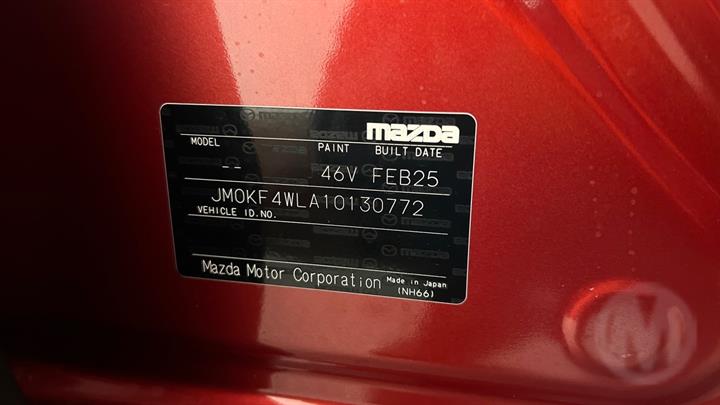 mazda
MODEL PAINT BUILT DATE
-- 46V FEB25
JM0KF4WLA10130772
VEHICLE ID.NO.
Mazda Motor Corporation Made in Japan
(NH66)
M